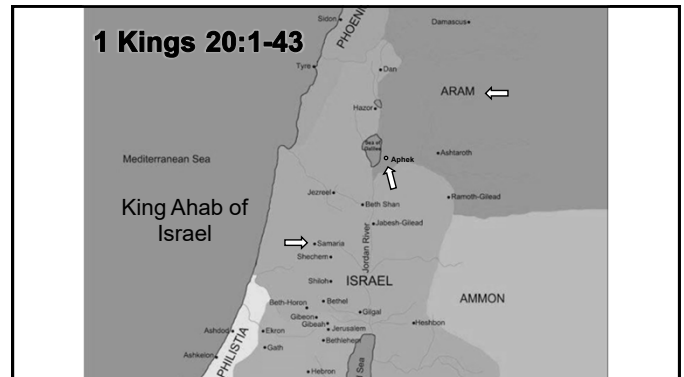 1 Kings 20:1-43
Sidon
PHOENI
Damascus
Tyre
Dan
ARAM
Hazor
Sea of
Galilee
Aphek
Ashtaroth
Mediterranean Sea
Jezreel
Beth Shan
Ramoth-Gilead
King Ahab of
Israel
Jabesh-Gilead
Jordan River
Samaria
Shechem
Shiloh
ISRAEL
AMMON
Beth-Horon
Bethel
Gibeon
Gilgal
Gibeah
Jerusalem
Heshbon
Ashdod
Ekron
Bethlehem
PHILISTIA
Gath
Ashkelon
Hebron
Sea